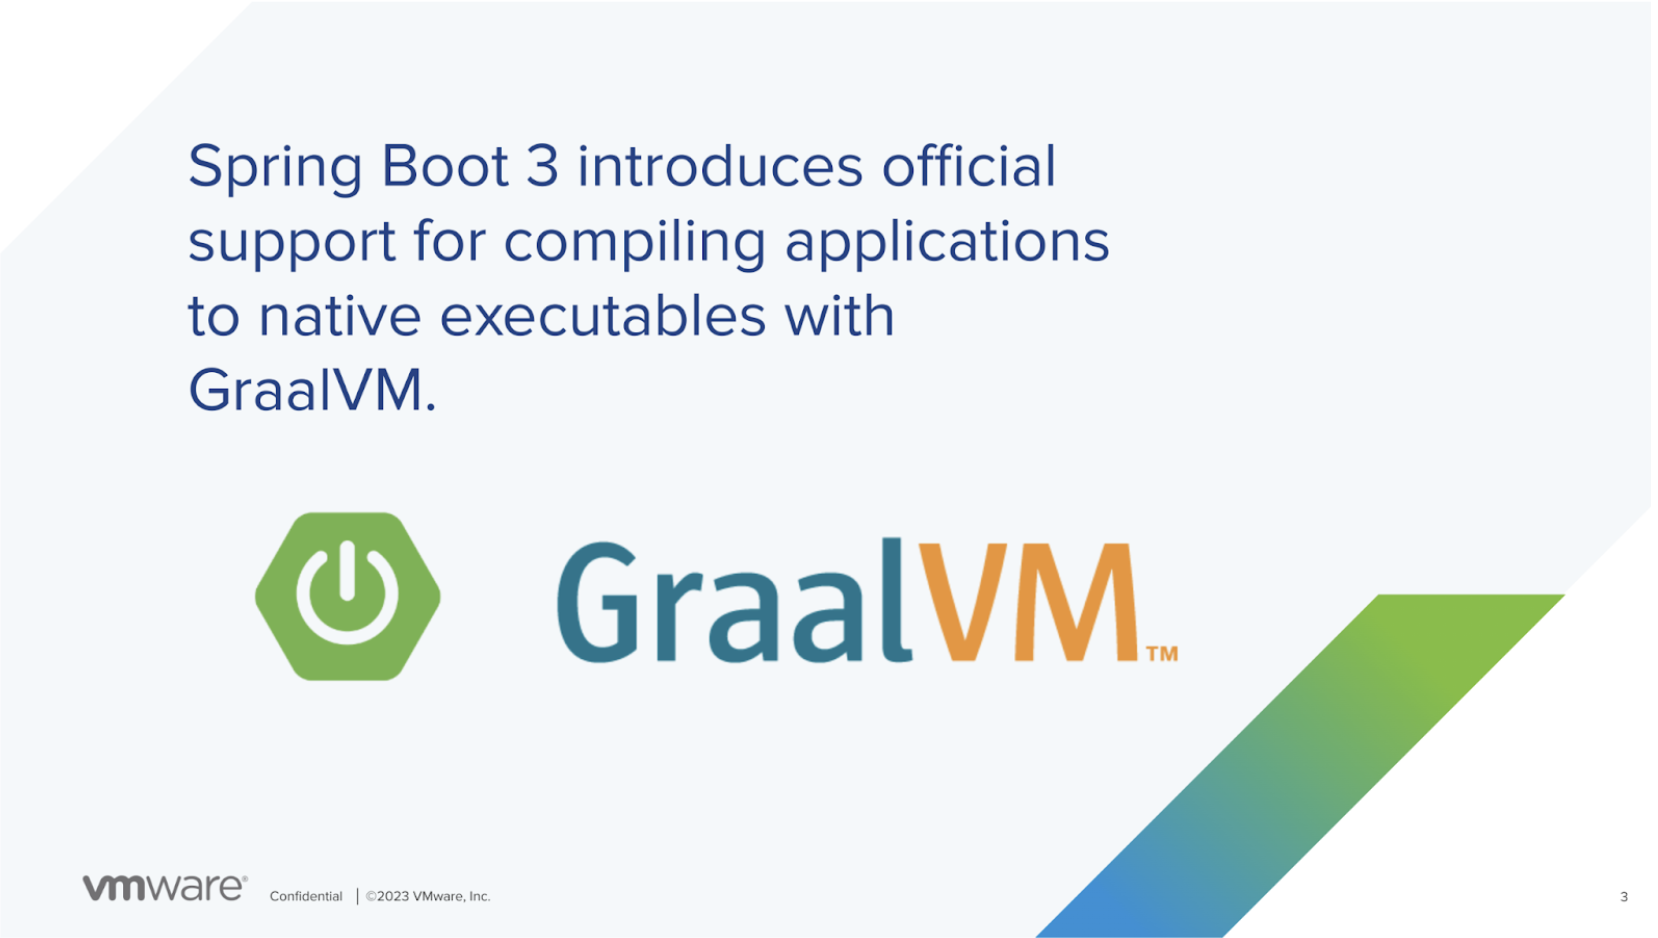 Spring Boot 3 introduces official
support for compiling applications
to native executables with
GraalVM.
GraalVM™
vmware® Confidential | ©2023 VMware, Inc. 3